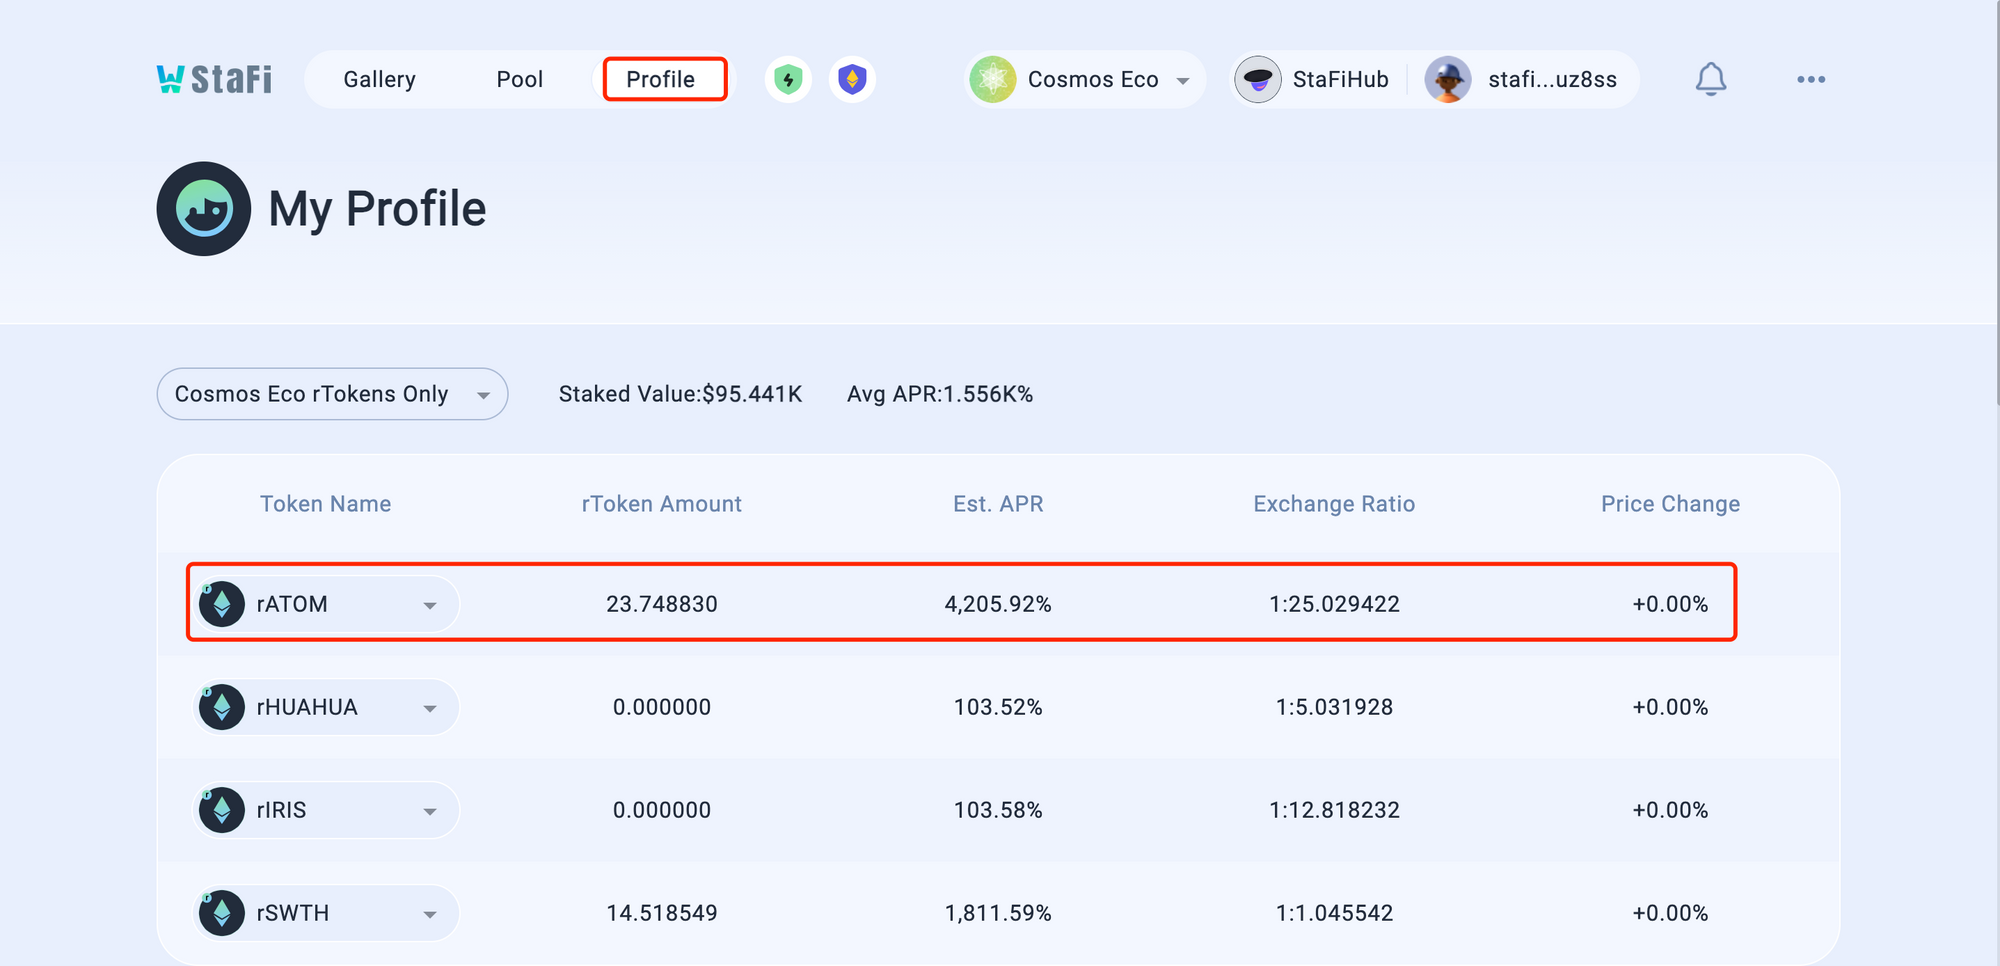 StaFi Gallery Pool Profile Cosmos Eco StaFiHub stafi...uz8ss
My Profile
Cosmos Eco rTokens Only Staked Value:$95.441K Avg APR:1.556K%
Token Name rToken Amount Est. APR Exchange Ratio Price Change
rATOM 23.748830 4,205.92% 1:25.029422 +0.00%
rHUAHUA 0.000000 103.52% 1:5.031928 +0.00%
rIRIS 0.000000 103.58% 1:12.818232 +0.00%
rSWTH 14.518549 1,811.59% 1:1.045542 +0.00%